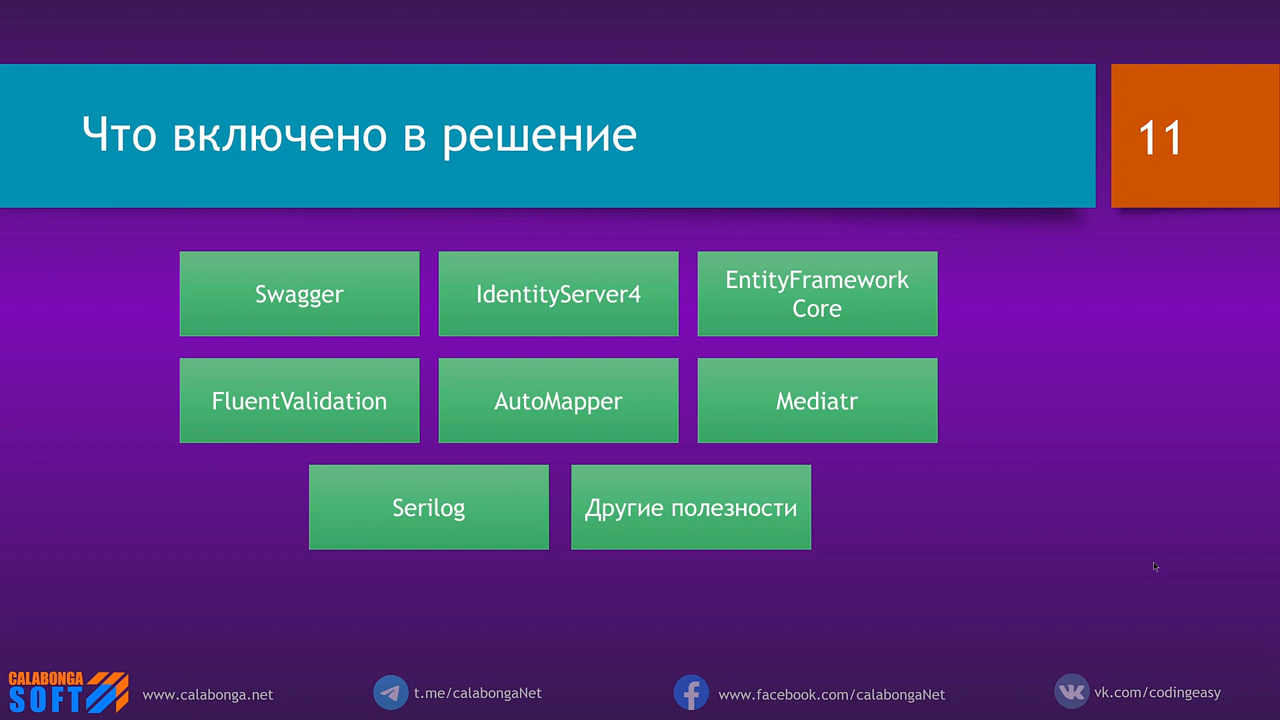 Что включено в решение
11
Swagger
IdentityServer4
EntityFramework
Core
FluentValidation
AutoMapper
Mediatr
Serilog
Другие полезности
CALABONGA
SOFT
www.calabonga.net
t.me/calabongaNet
www.facebook.com/calabongaNet
vk.com/codingeasy